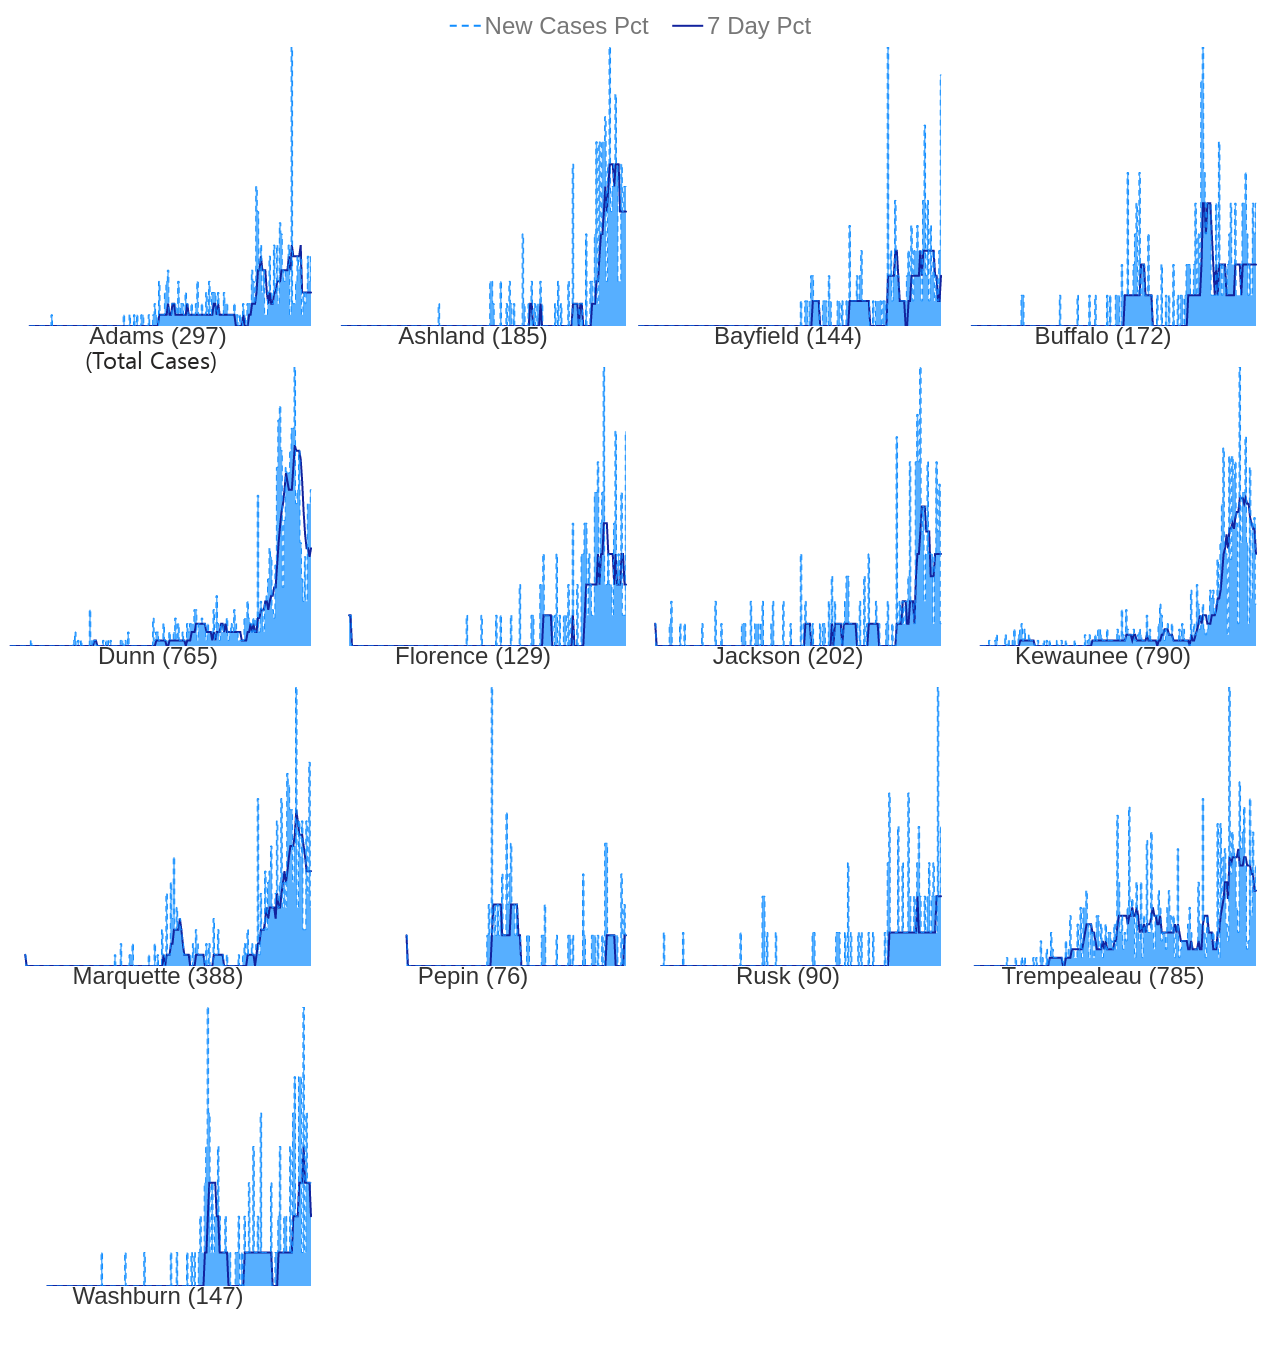 New Cases Pct 7 Day Pct
Adams (297) Ashland (185) Bayfield (144) Buffalo (172)
(Total Cases)
Dunn (765) Florence (129) Jackson (202) Kewaunee (790)
Marquette (388) Pepin (76) Rusk (90) Trempealeau (785)
Washburn (147)